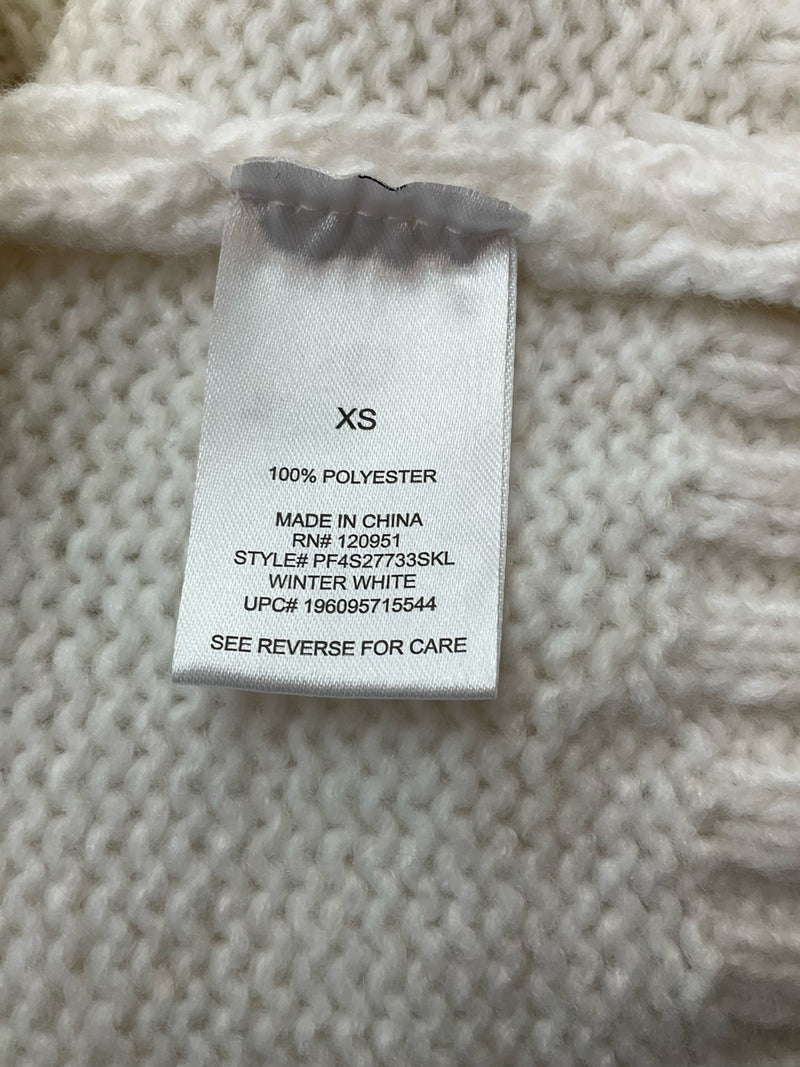 XS
100% POLYESTER
MADE IN CHINA
RN# 120951
STYLE# PF4S27733SKL
WINTER WHITE
UPC# 196095715544
SEE REVERSE FOR CARE